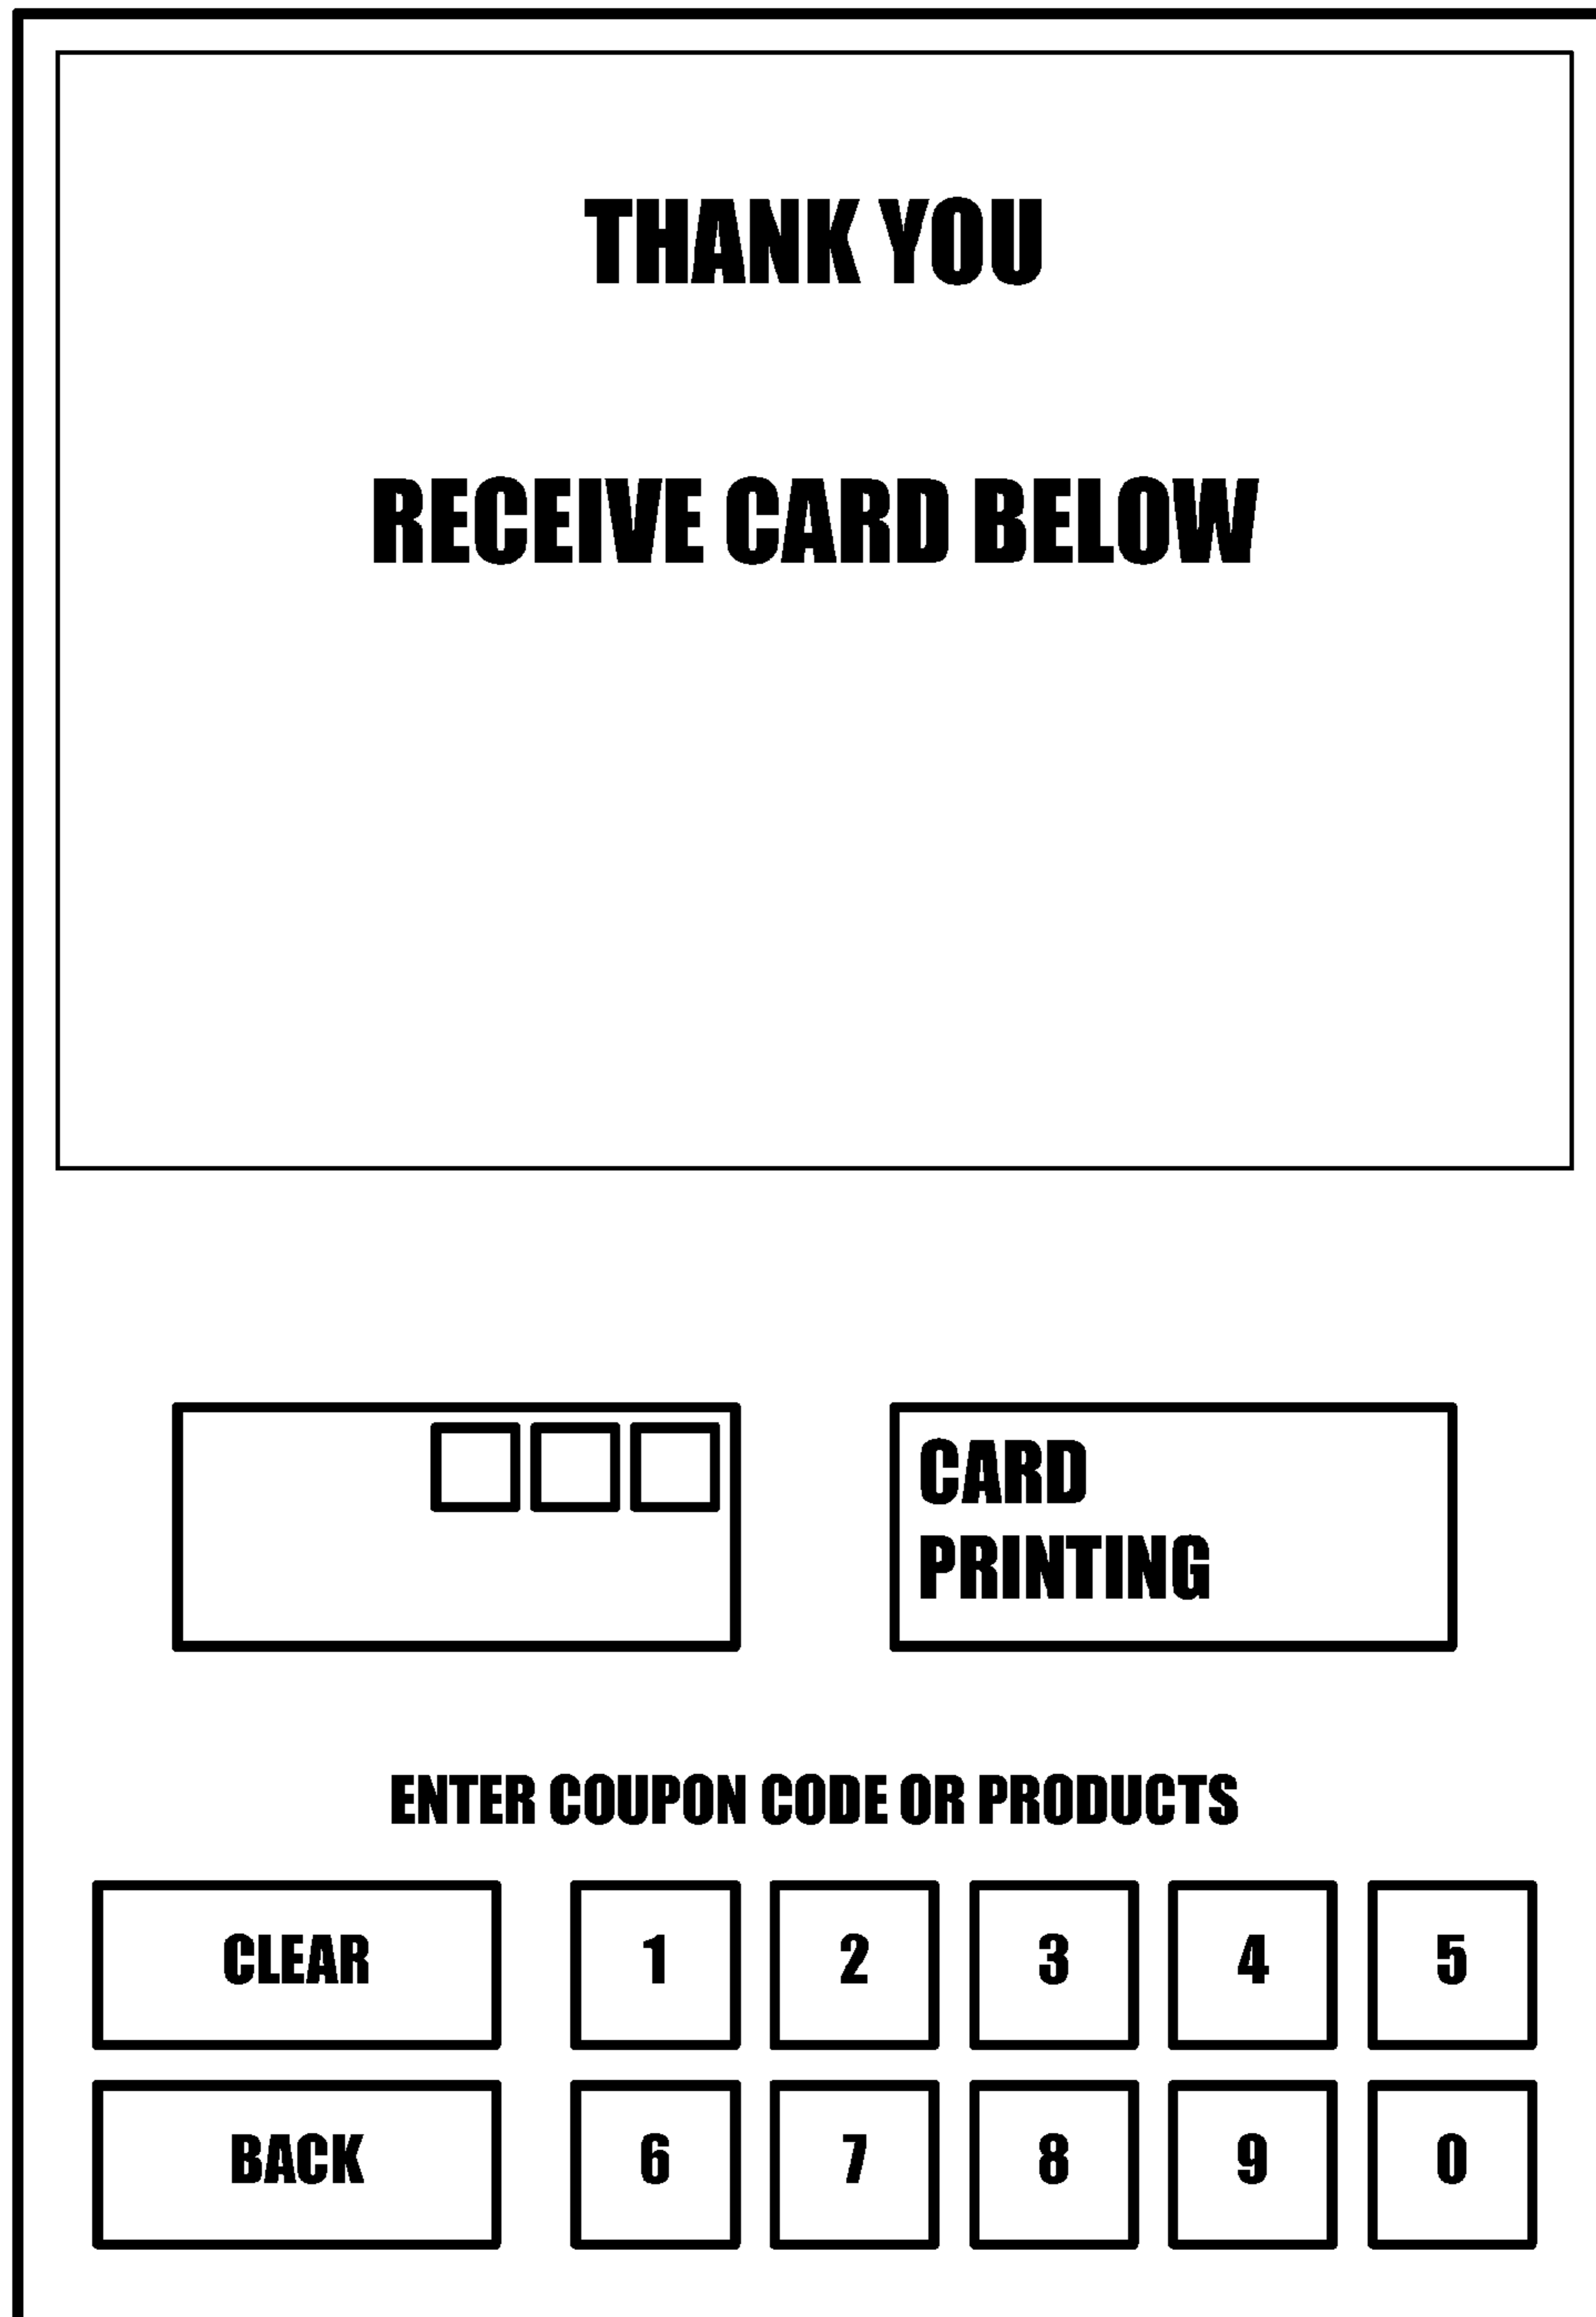 THANK YOU
RECEIVE CARD BELOW
CARD
PRINTING
ENTER COUPON CODE OR PRODUCTS
CLEAR 1 2 3 4 5
BACK 6 7 8 9 0